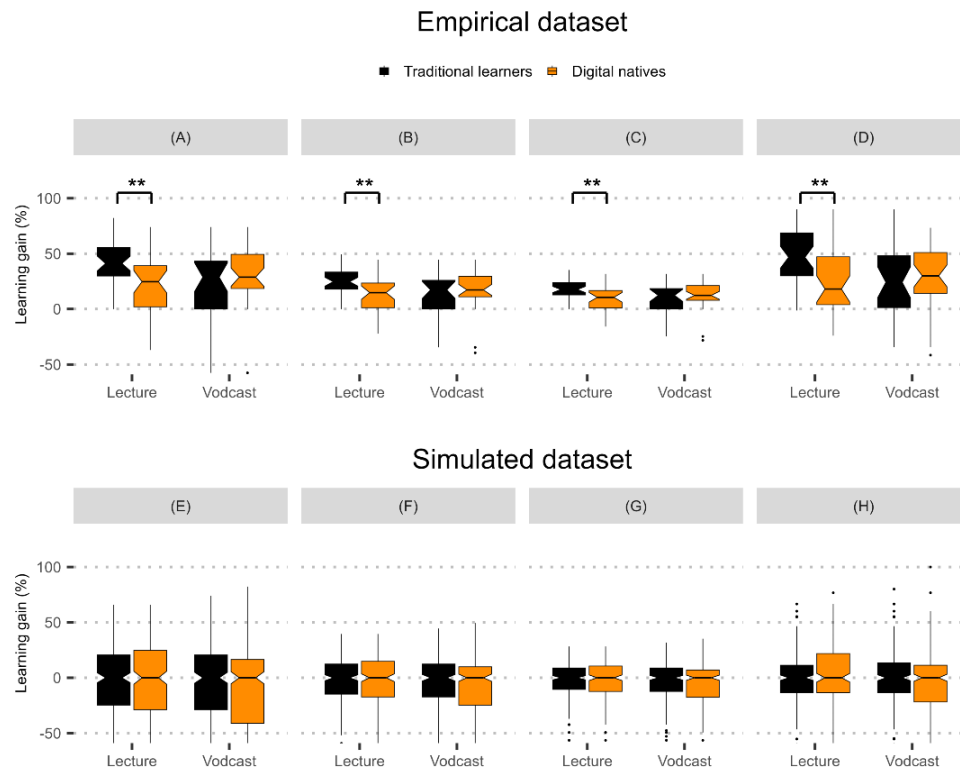 Empirical dataset
Traditional learners Digital natives
(A) (B) (C) (D)
** ** ** **
Learning gain (%)
100
50
0
-50
Lecture Vodcast Lecture Vodcast Lecture Vodcast Lecture Vodcast
Simulated dataset
(E) (F) (G) (H)
Learning gain (%)
100
50
0
-50
Lecture Vodcast Lecture Vodcast Lecture Vodcast Lecture Vodcast